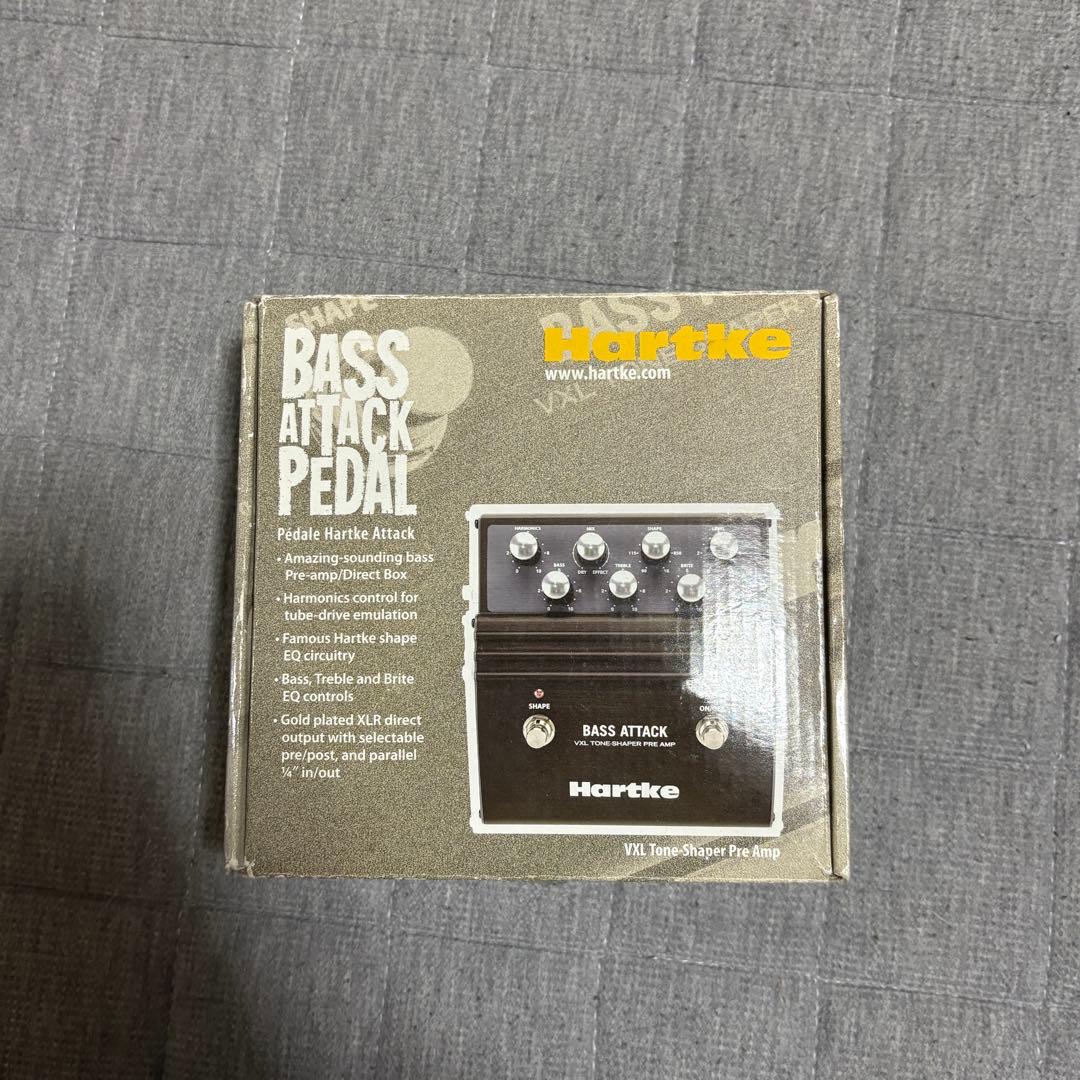 SHAPE
BASS
ATTACK
PEDAL
Pédale Hartke Attack
• Amazing-sounding bass
Pre-amp/Direct Box
• Harmonics control for
tube-drive emulation
• Famous Hartke shape
EQ circuitry
• Bass, Treble and Brite
EQ controls
• Gold plated XLR direct
output with selectable
pre/post, and parallel
¼” in/out
BASS
Hartke
www.hartke.com
VXL
HARMONICS MIX SHAPE LEVEL
BASS DRY EFFECT TREBLE BRITE
SHAPE
BASS ATTACK
VXL TONE-SHAPER PRE AMP
Hartke
VXL Tone-Shaper Pre Amp